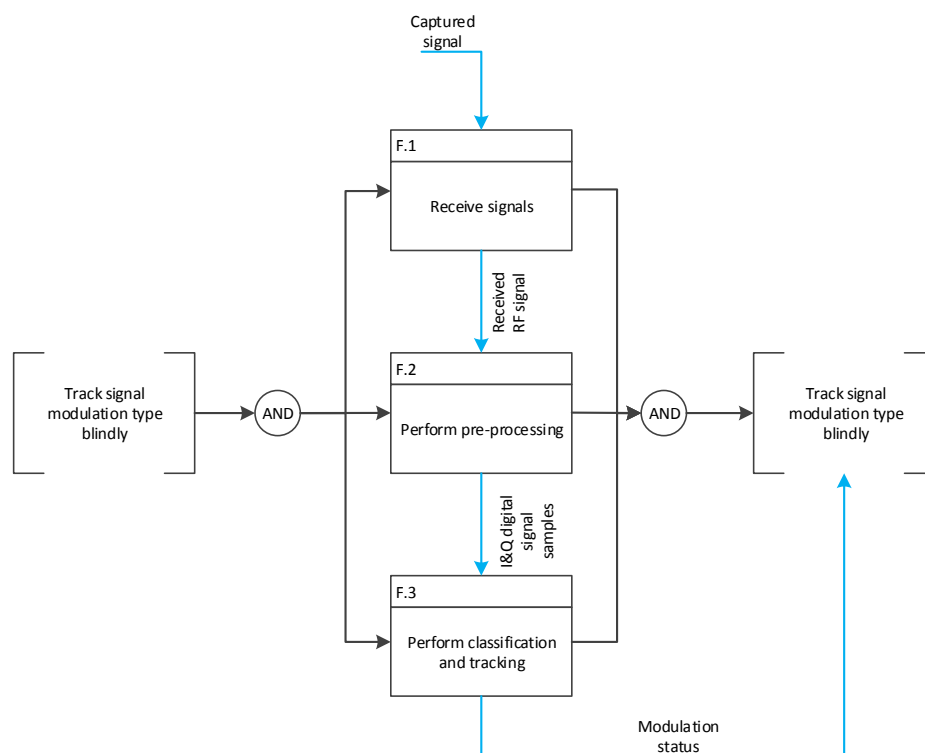 Captured
signal
F.1
Receive signals
Received
RF signal
Track signal
modulation type
blindly
AND
F.2
Perform pre-processing
AND
Track signal
modulation type
blindly
I&Q digital
signal
samples
F.3
Perform classification
and tracking
Modulation
status